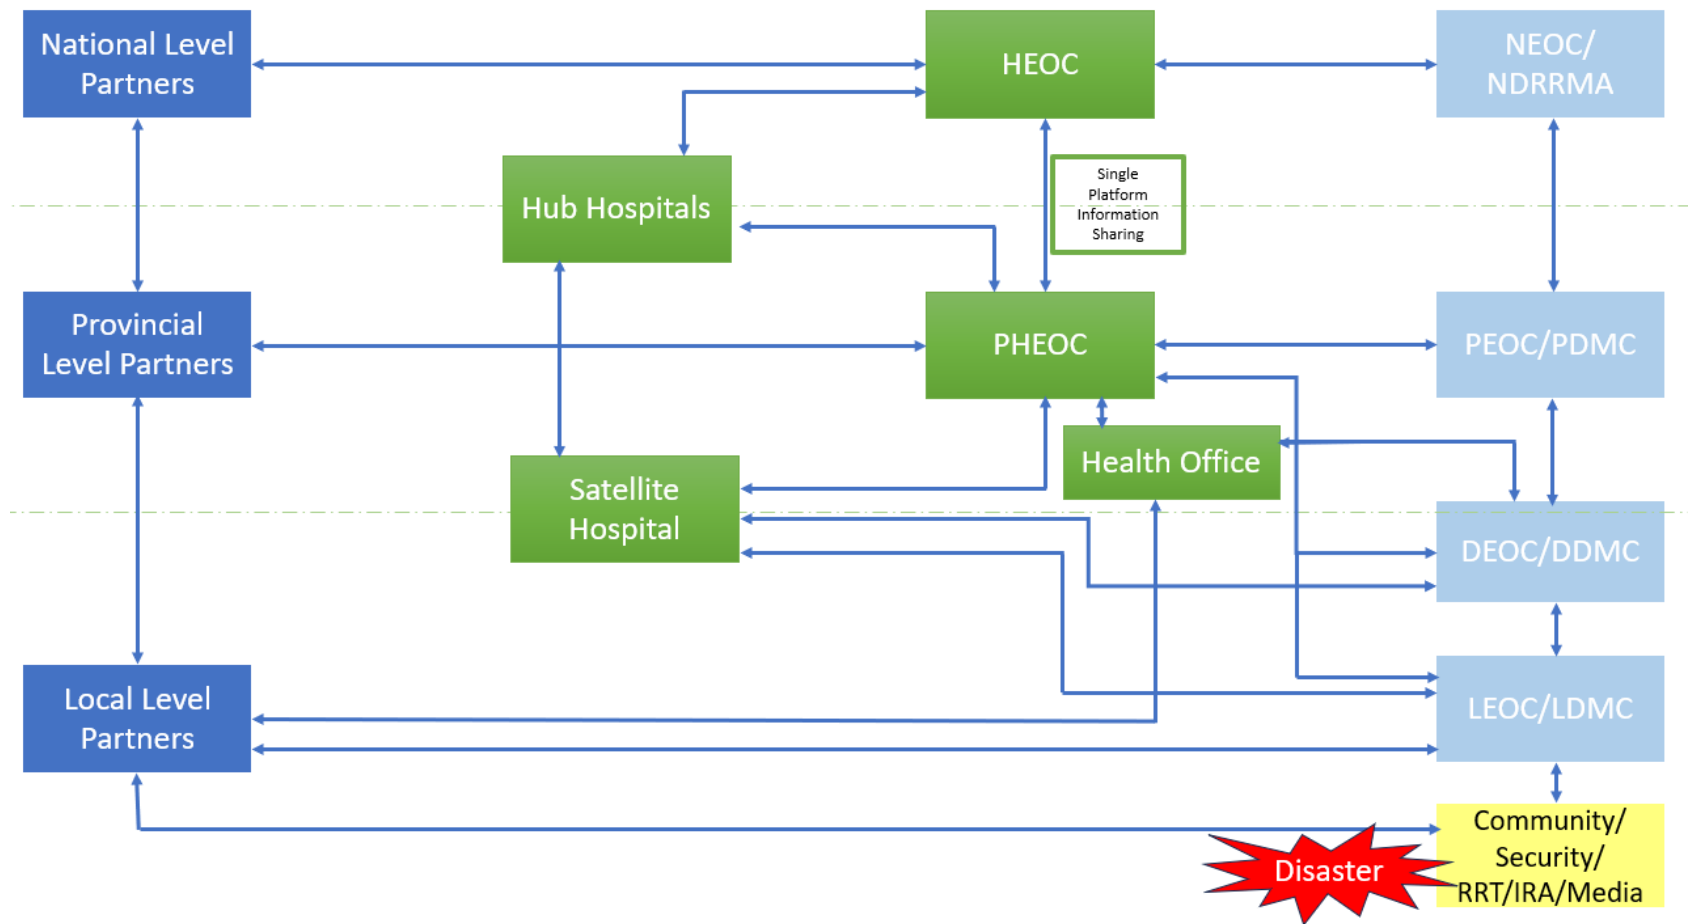 National Level
Partners
HEOC
NEOC/
NDRRMA
Single
Platform
Information
Sharing
Hub Hospitals
Provincial
Level Partners
PHEOC
PEOC/PDMC
Health Office
Satellite
Hospital
DEOC/DDMC
Local Level
Partners
LEOC/LDMC
Community/
Security/
RRT/IRA/Media
Disaster